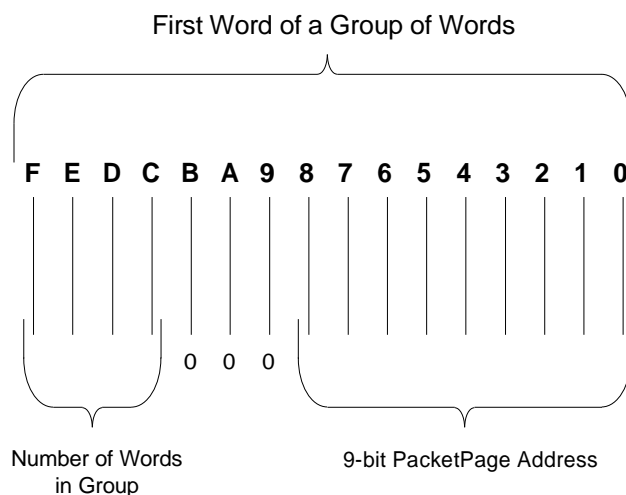 First Word of a Group of Words
F E D C B A 9 8 7 6 5 4 3 2 1 0
0 0 0
Number of Words
in Group
9-bit PacketPage Address